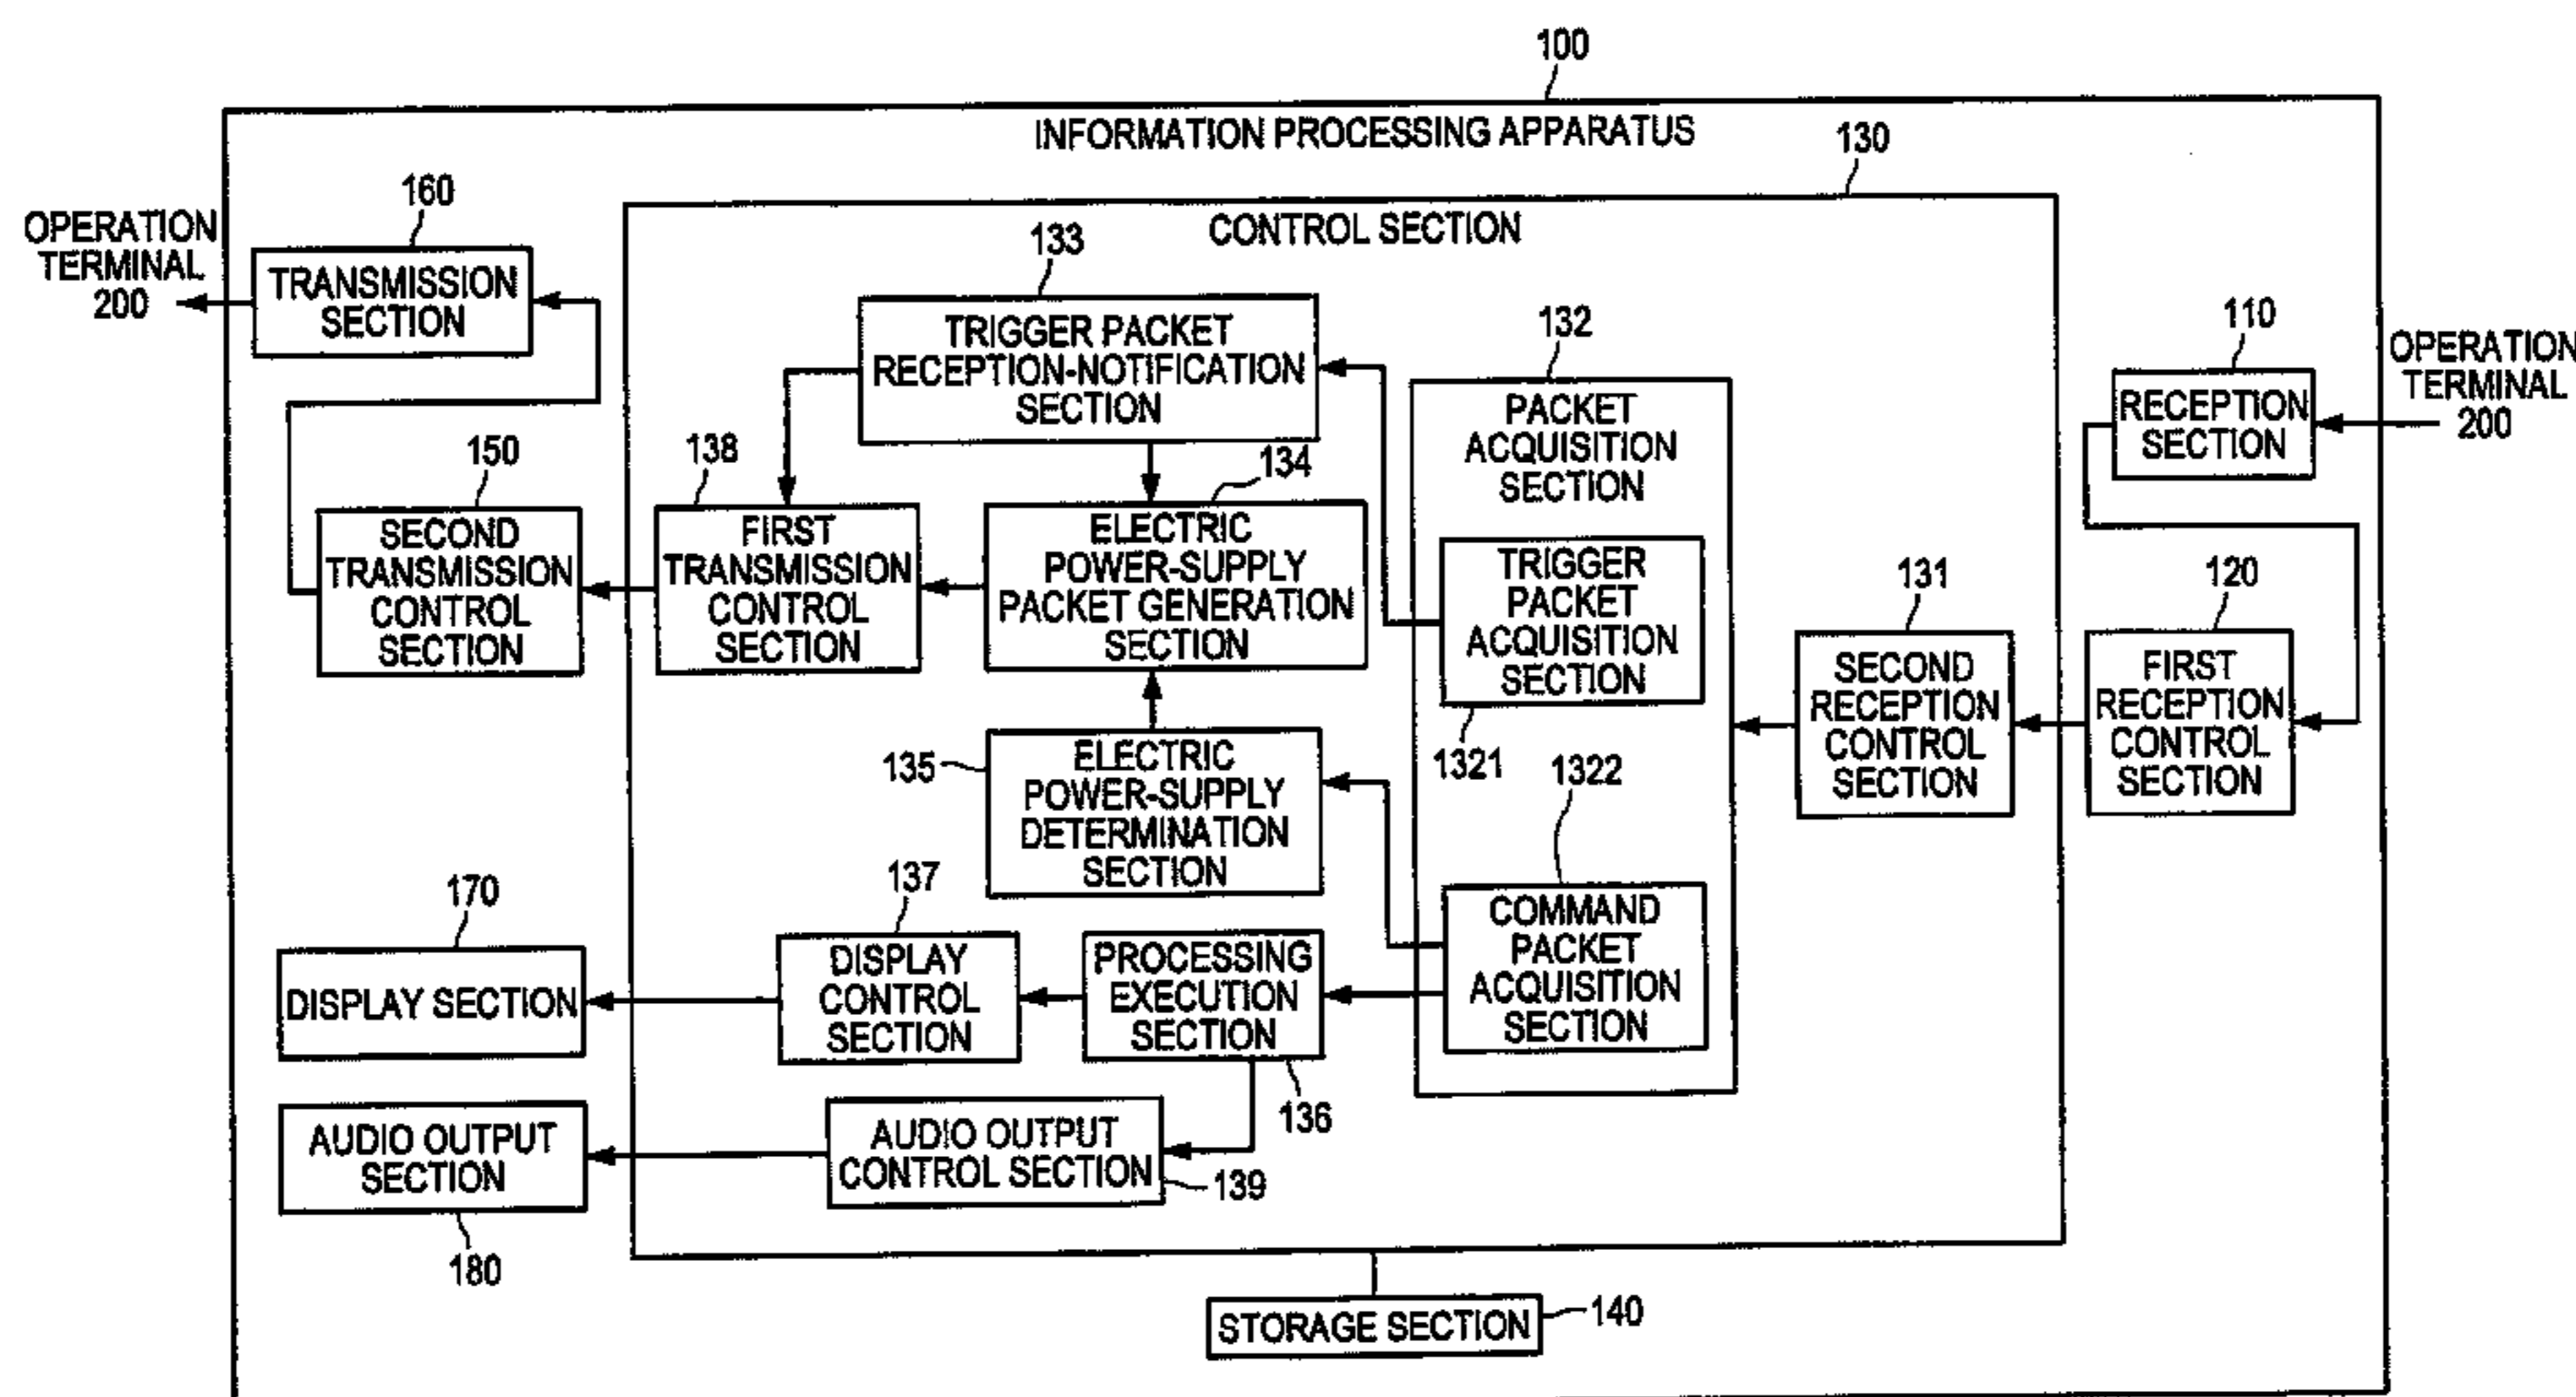 100
INFORMATION PROCESSING APPARATUS
130
CONTROL SECTION
160
OPERATION
TERMINAL
200
TRANSMISSION
SECTION
133
TRIGGER PACKET
RECEPTION-NOTIFICATION
SECTION
132
PACKET
ACQUISITION
SECTION
110
RECEPTION
SECTION
OPERATION
TERMINAL
200
150
SECOND
TRANSMISSION
CONTROL
SECTION
138
FIRST
TRANSMISSION
CONTROL
SECTION
134
ELECTRIC
POWER-SUPPLY
PACKET GENERATION
SECTION
TRIGGER
PACKET
ACQUISITION
SECTION
1321
131
SECOND
RECEPTION
CONTROL
SECTION
120
FIRST
RECEPTION
CONTROL
SECTION
135
ELECTRIC
POWER-SUPPLY
DETERMINATION
SECTION
1322
COMMAND
PACKET
ACQUISITION
SECTION
170
DISPLAY SECTION
137
DISPLAY
CONTROL
SECTION
PROCESSING
EXECUTION
SECTION
136
AUDIO OUTPUT
SECTION
180
AUDIO OUTPUT
CONTROL SECTION
139
STORAGE SECTION
140